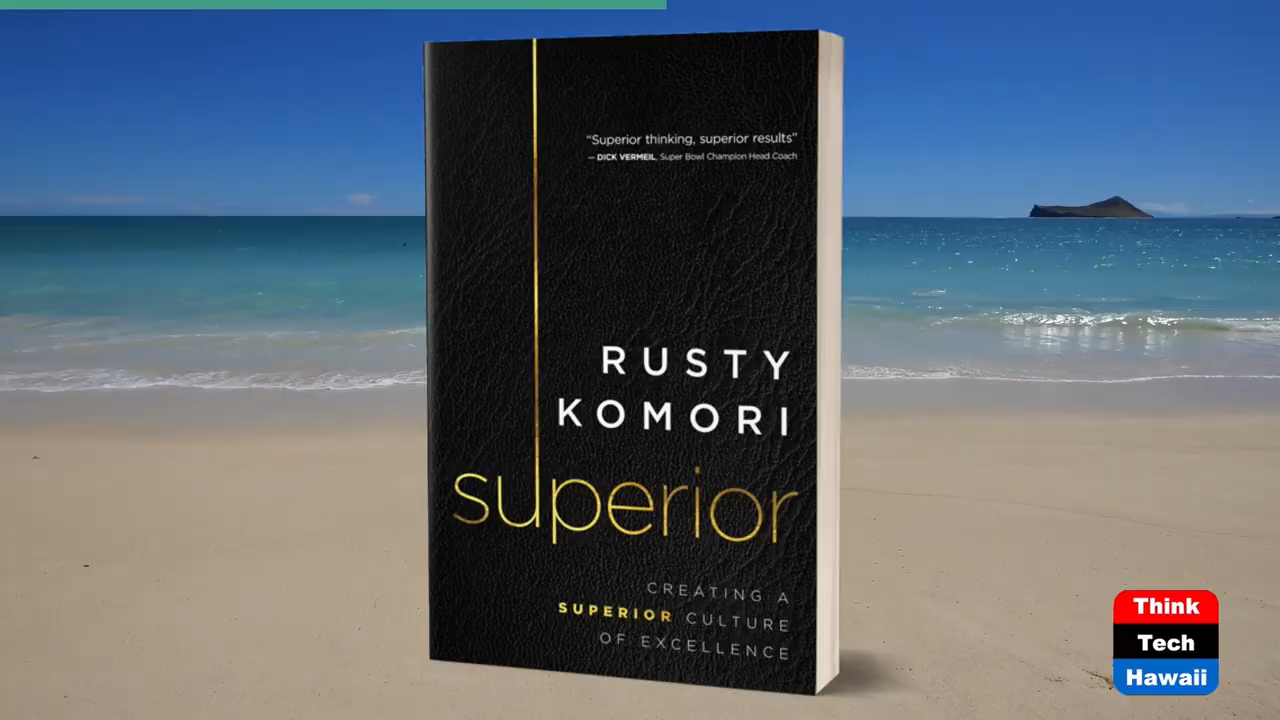 “Superior thinking, superior results”
— DICK VERMEIL, Super Bowl Champion Head Coach
RUSTY
KOMORI
superior
CREATING A
SUPERIOR CULTURE
OF EXCELLENCE
Think
Tech
Hawaii